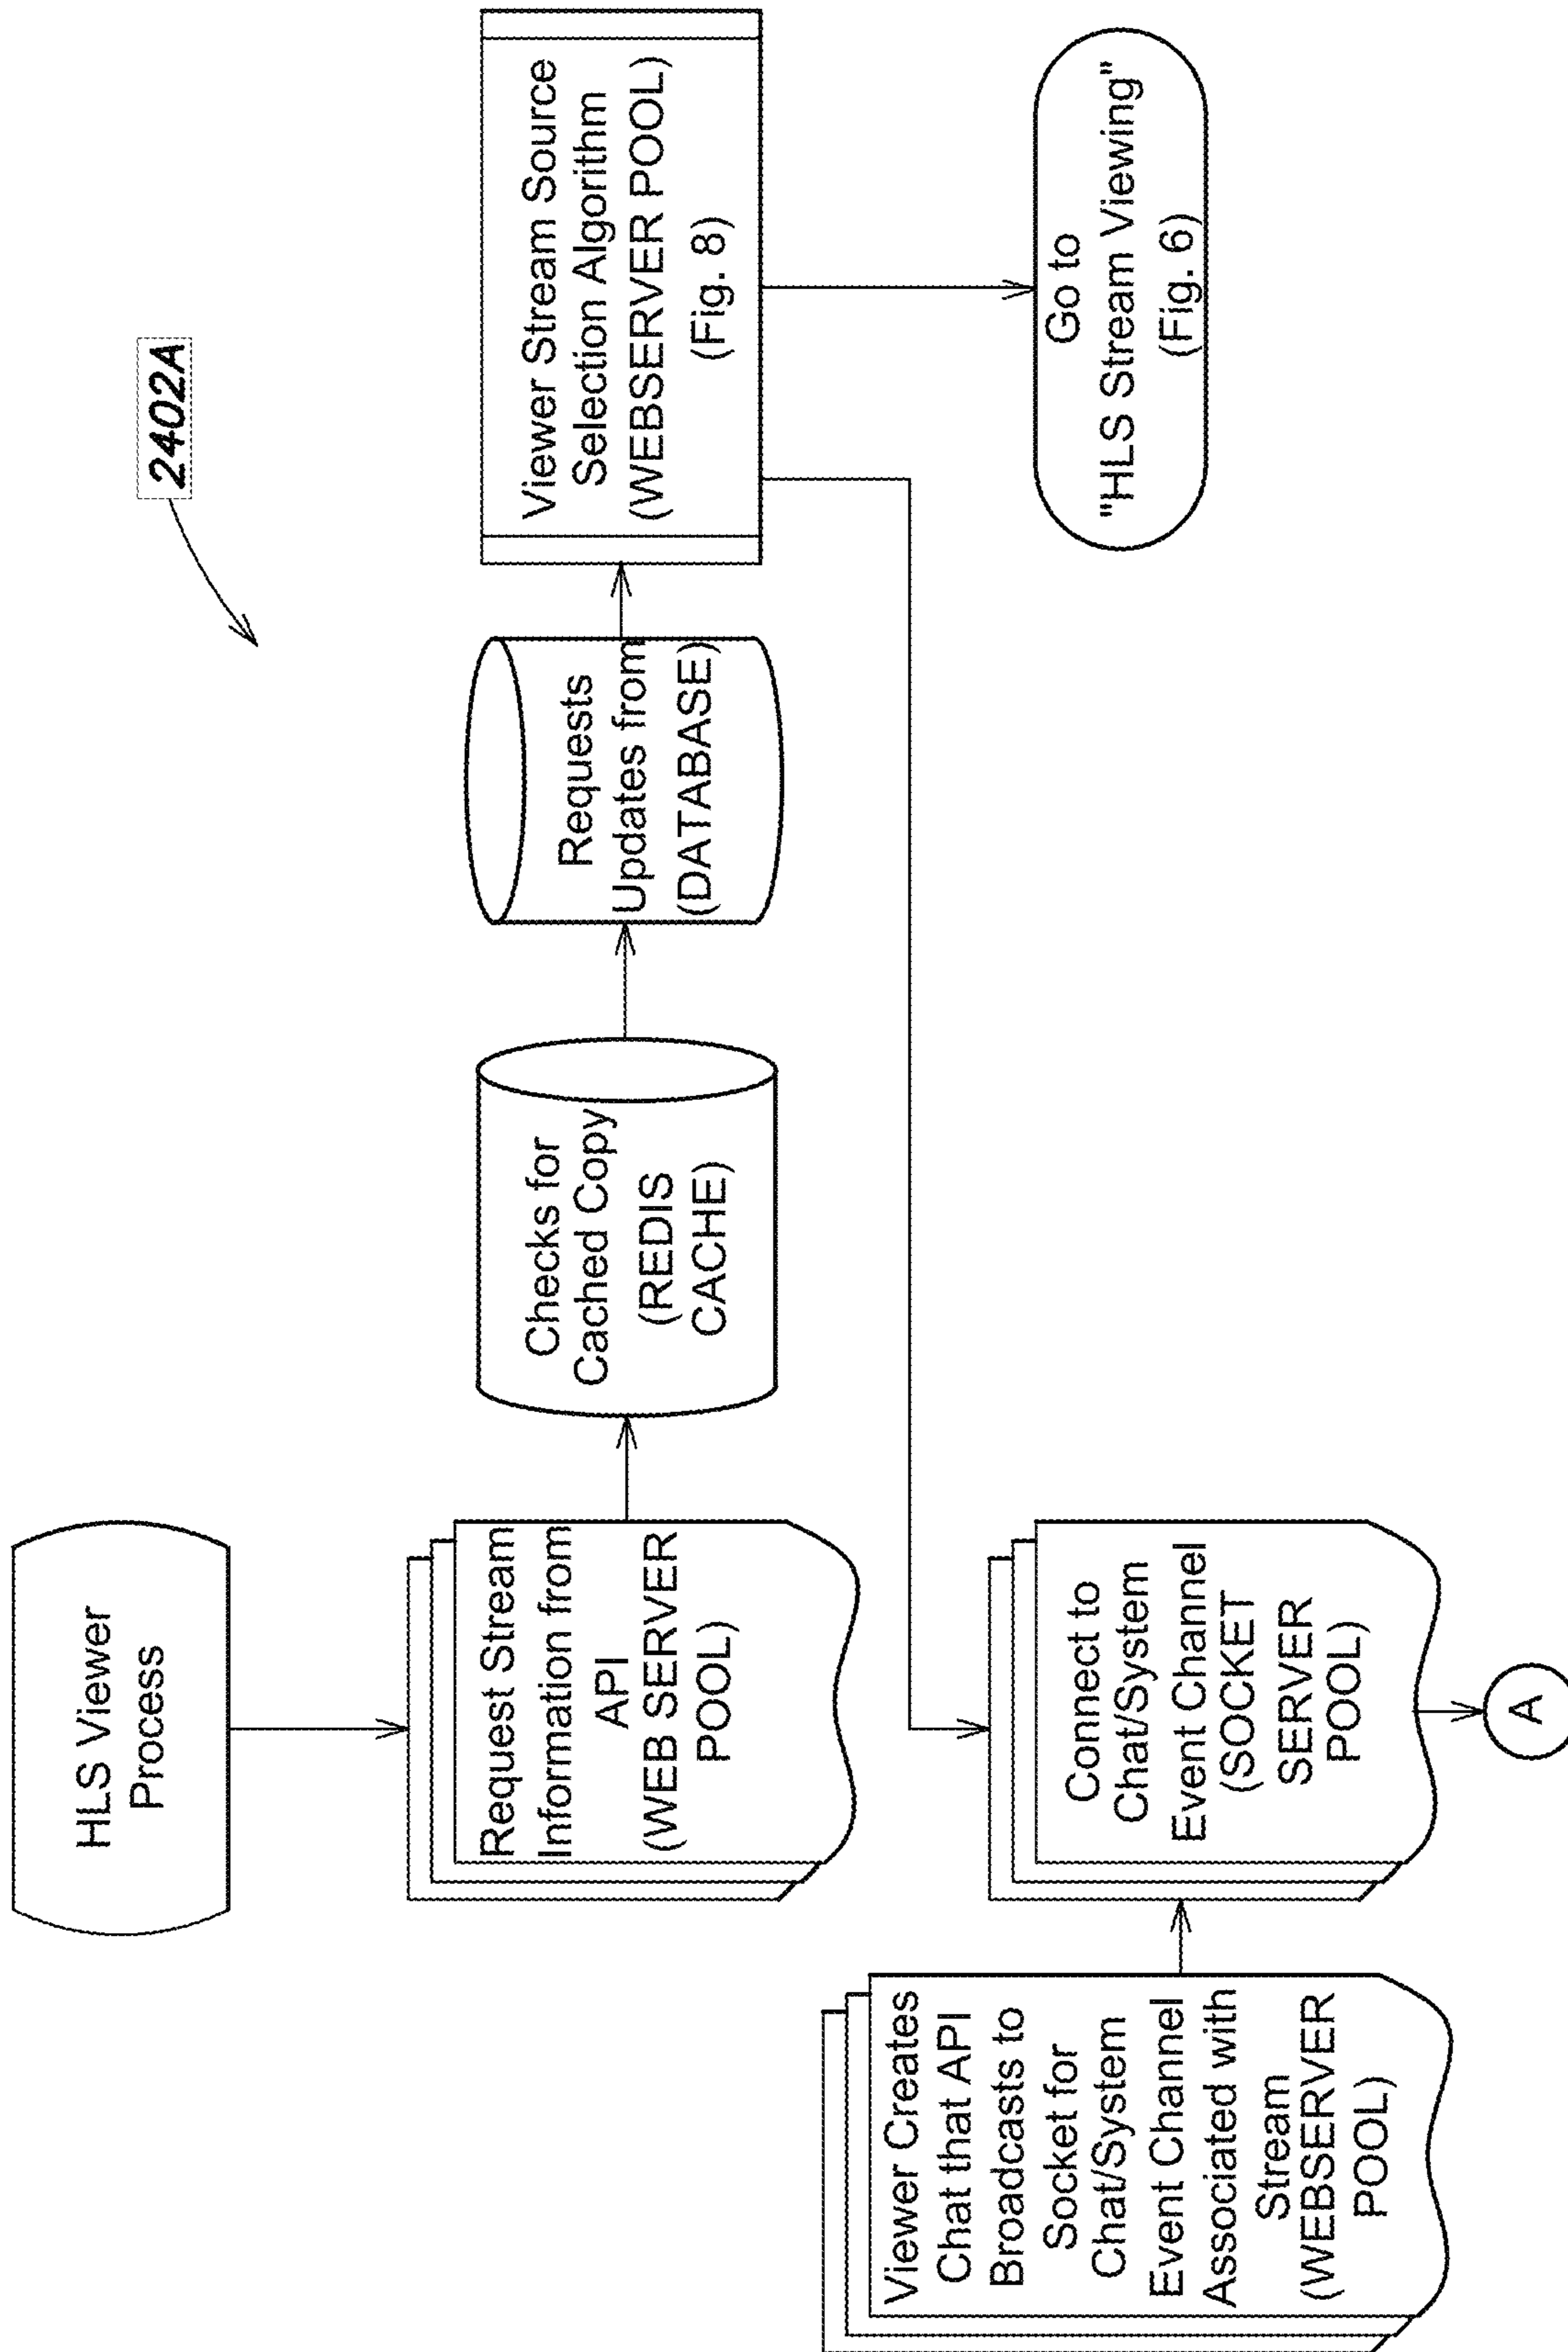 2402A
HLS Viewer
Process
Request Stream
Information from
API
(WEB SERVER
POOL)
Checks for
Cached Copy
(REDIS
CACHE)
Requests
Updates from
(DATABASE)
Viewer Stream Source
Selection Algorithm
(WEBSERVER POOL)
(Fig. 8)
Viewer Creates
Chat that API
Broadcasts to
Socket for
Chat/System
Event Channel
Associated with
Stream
(WEBSERVER
POOL)
Connect to
Chat/System
Event Channel
(SOCKET
SERVER
POOL)
A
Go to
"HLS Stream Viewing"
(Fig. 6)